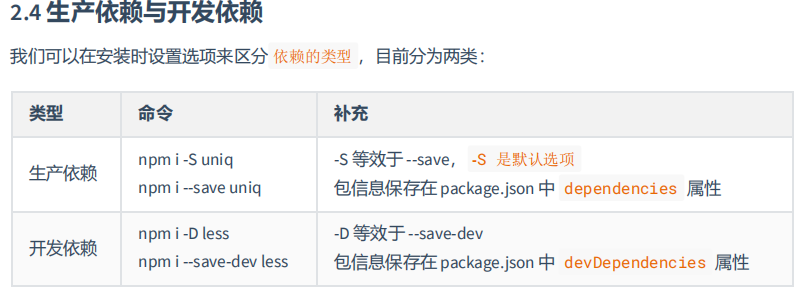 2.4 生产依赖与开发依赖
我们可以在安装时设置选项来区分 依赖的类型 ，目前分为两类：
类型 命令 补充
生产依赖
npm i -S uniq
npm i --save uniq
-S 等效于 --save， -S 是默认选项
包信息保存在 package.json 中 dependencies 属性
开发依赖
npm i -D less
npm i --save-dev less
-D 等效于 --save-dev
包信息保存在 package.json 中 devDependencies 属性